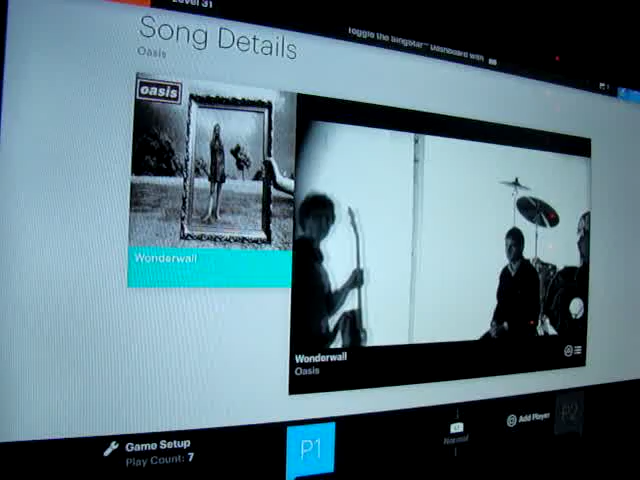 Level 31
Toggle the SingStar™ Dashboard with
Song Details
Oasis
oasis
Wonderwall
Wonderwall
Oasis
Game Setup
Play Count: 7
P1
Normal
Add Player
P2